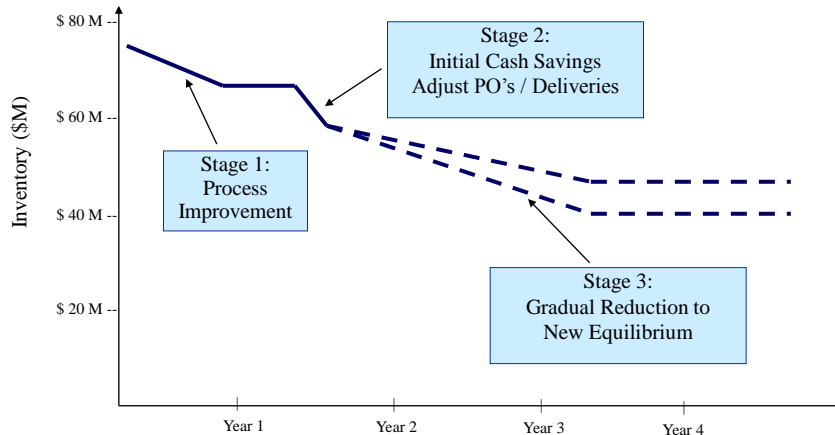 $ 80 M --
Stage 2:
Initial Cash Savings
Adjust PO's / Deliveries
Inventory ($M)
$ 60 M --
Stage 1:
Process
Improvement
$ 40 M --
Stage 3:
Gradual Reduction to
New Equilibrium
$ 20 M --
Year 1
Year 2
Year 3
Year 4